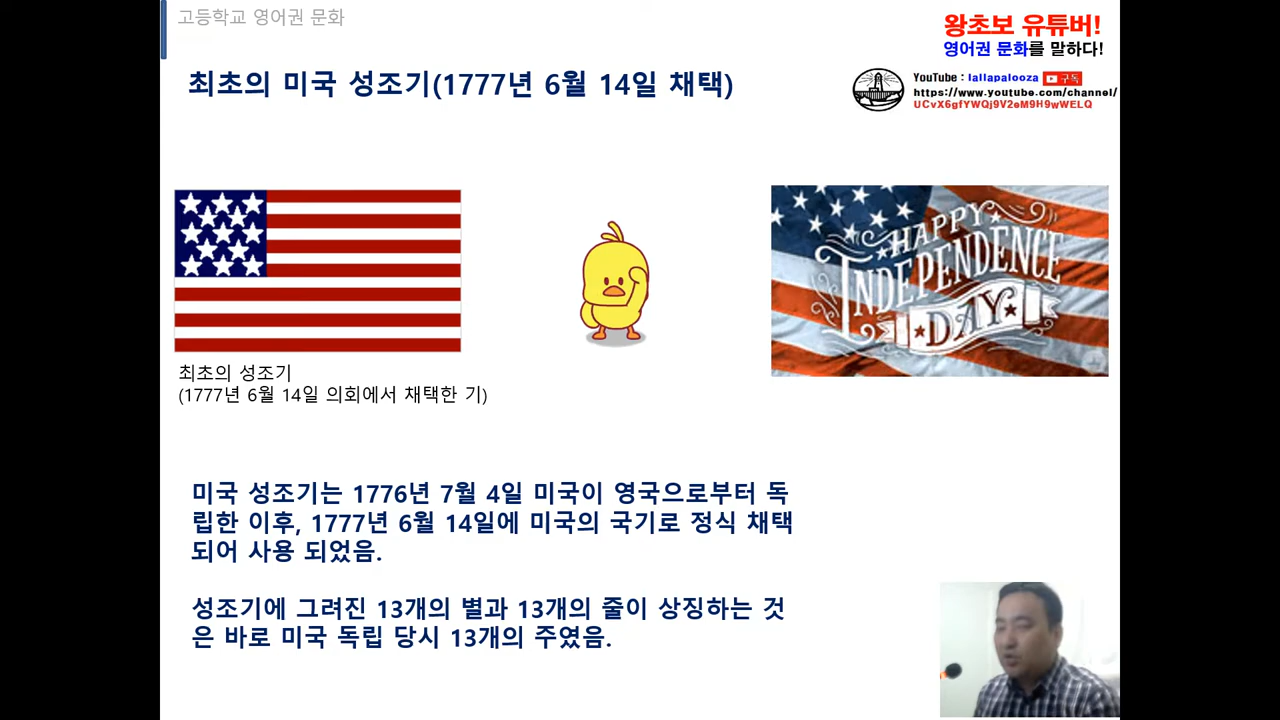 고등학교 영어권 문화
왕초보 유튜버!
영어권 문화를 말하다!
최초의 미국 성조기(1777년 6월 14일 채택)
YouTube : lallapalooza 구독
https://www.youtube.com/channel/
UCvX6gfYWQj9V2eM9H9wWELQ
HAPPY
INDEPENDENCE
DAY
최초의 성조기
(1777년 6월 14일 의회에서 채택한 기)
미국 성조기는 1776년 7월 4일 미국이 영국으로부터 독
립한 이후, 1777년 6월 14일에 미국의 국기로 정식 채택
되어 사용 되었음.
성조기에 그려진 13개의 별과 13개의 줄이 상징하는 것
은 바로 미국 독립 당시 13개의 주였음.